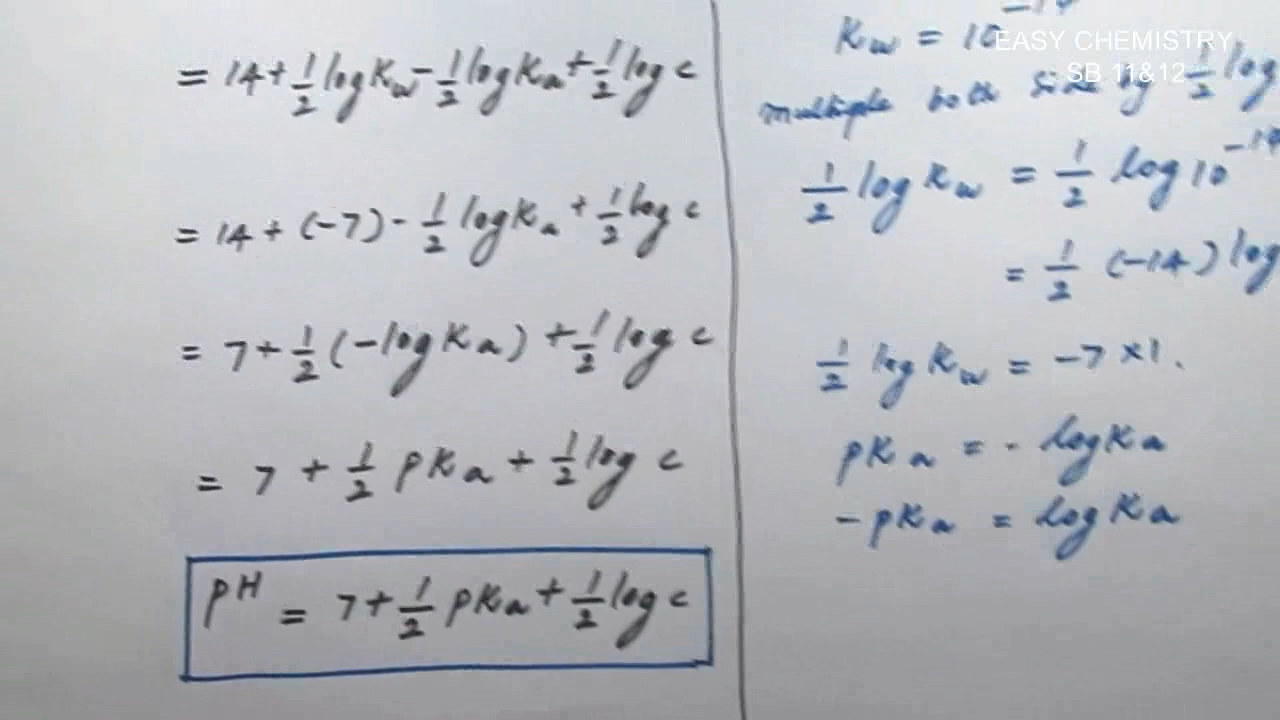 = 14 + 1/2 log Kw - 1/2 log Ka + 1/2 log c
= 14 + (-7) - 1/2 log Ka + 1/2 log c
= 7 + 1/2 (-log Ka) + 1/2 log c
= 7 + 1/2 pKa + 1/2 log c
pH = 7 + 1/2 pKa + 1/2 log c
Kw = 10^-14
EASY CHEMISTRY
SB 11&12
multiple both side by 1/2 log
1/2 log Kw = 1/2 log 10^-14
= 1/2 (-14) log
1/2 log Kw = -7 × 1.
pKa = - log Ka
-pKa = log Ka